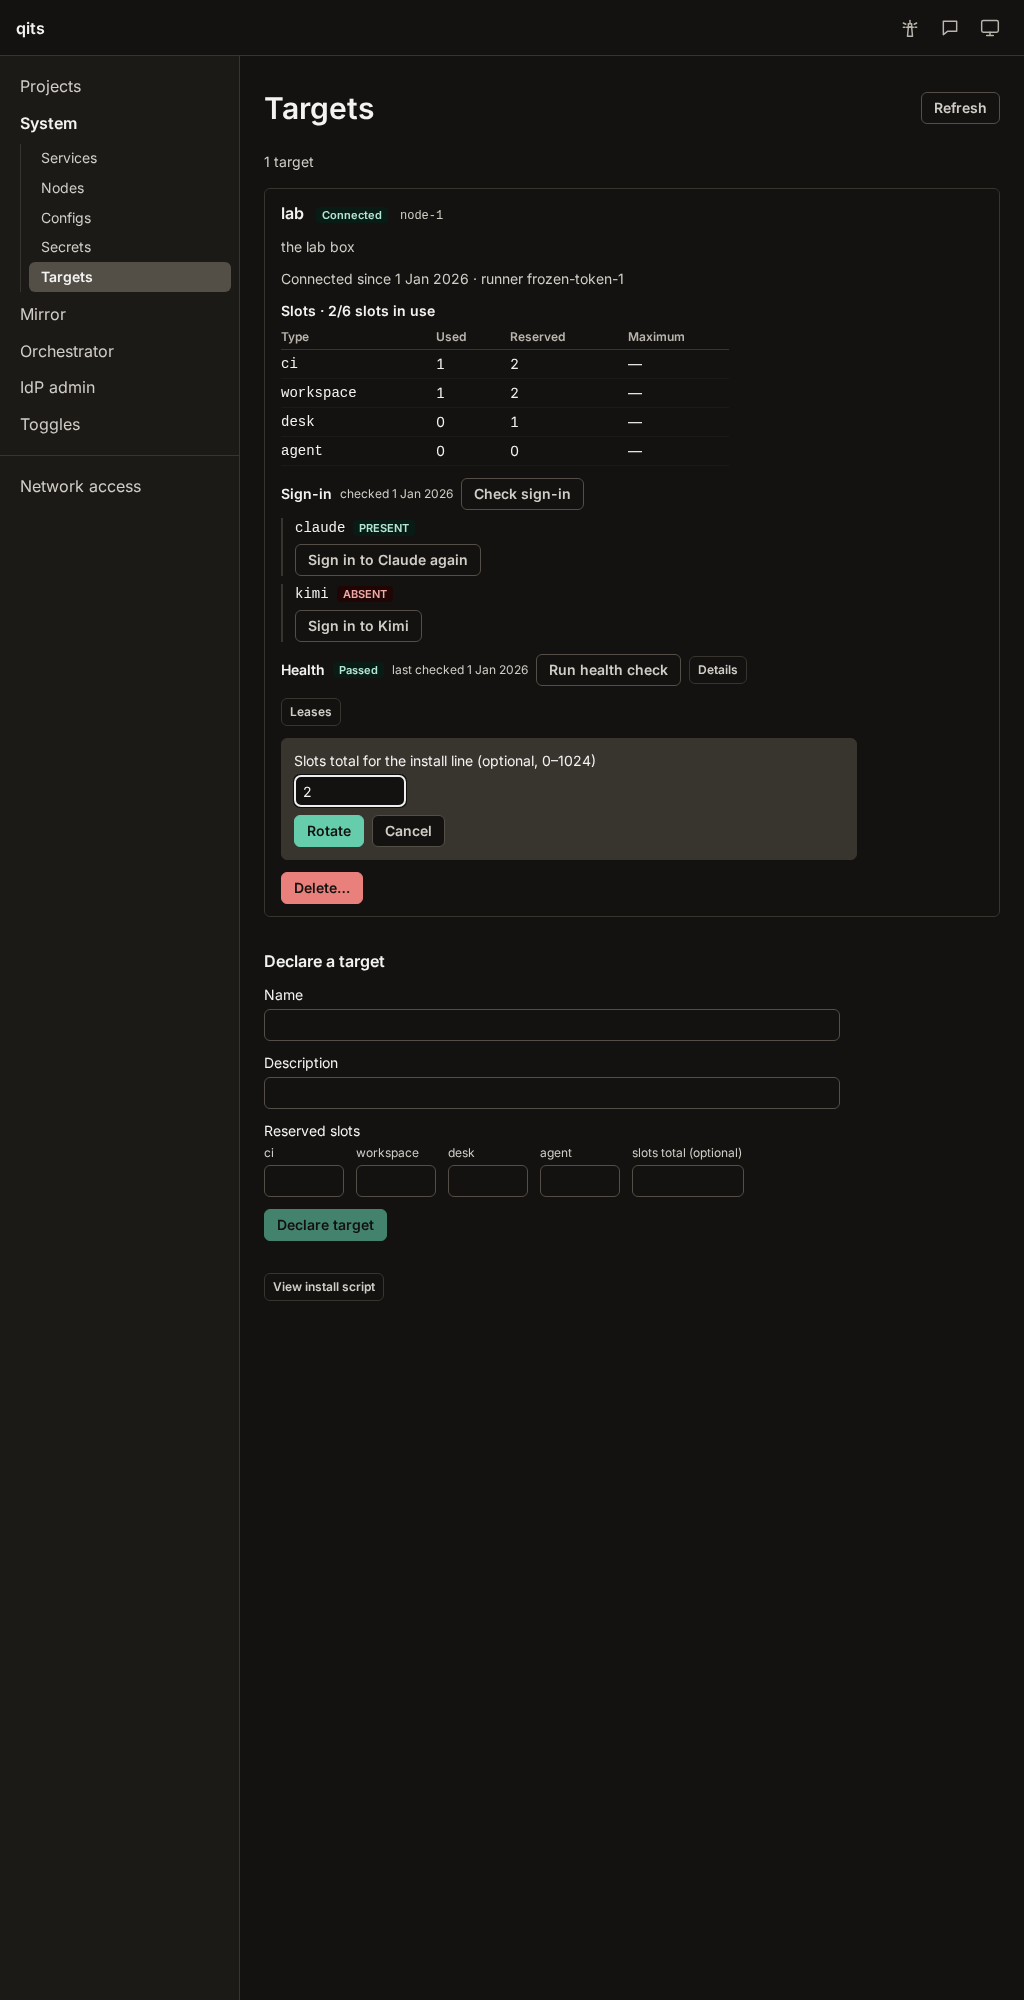 qits
Projects
System
Services
Nodes
Configs
Secrets
Targets
Mirror
Orchestrator
IdP admin
Toggles
Network access
Targets
Refresh
1 target
lab Connected node-1
the lab box
Connected since 1 Jan 2026 · runner frozen-token-1
Slots · 2/6 slots in use
Type Used Reserved Maximum
ci 1 2 —
workspace 1 2 —
desk 0 1 —
agent 0 0 —
Sign-in checked 1 Jan 2026 Check sign-in
claude PRESENT
Sign in to Claude again
kimi ABSENT
Sign in to Kimi
Health Passed last checked 1 Jan 2026 Run health check Details
Leases
Slots total for the install line (optional, 0–1024)
2
Rotate Cancel
Delete…
Declare a target
Name
Description
Reserved slots
ci workspace desk agent slots total (optional)
Declare target
View install script